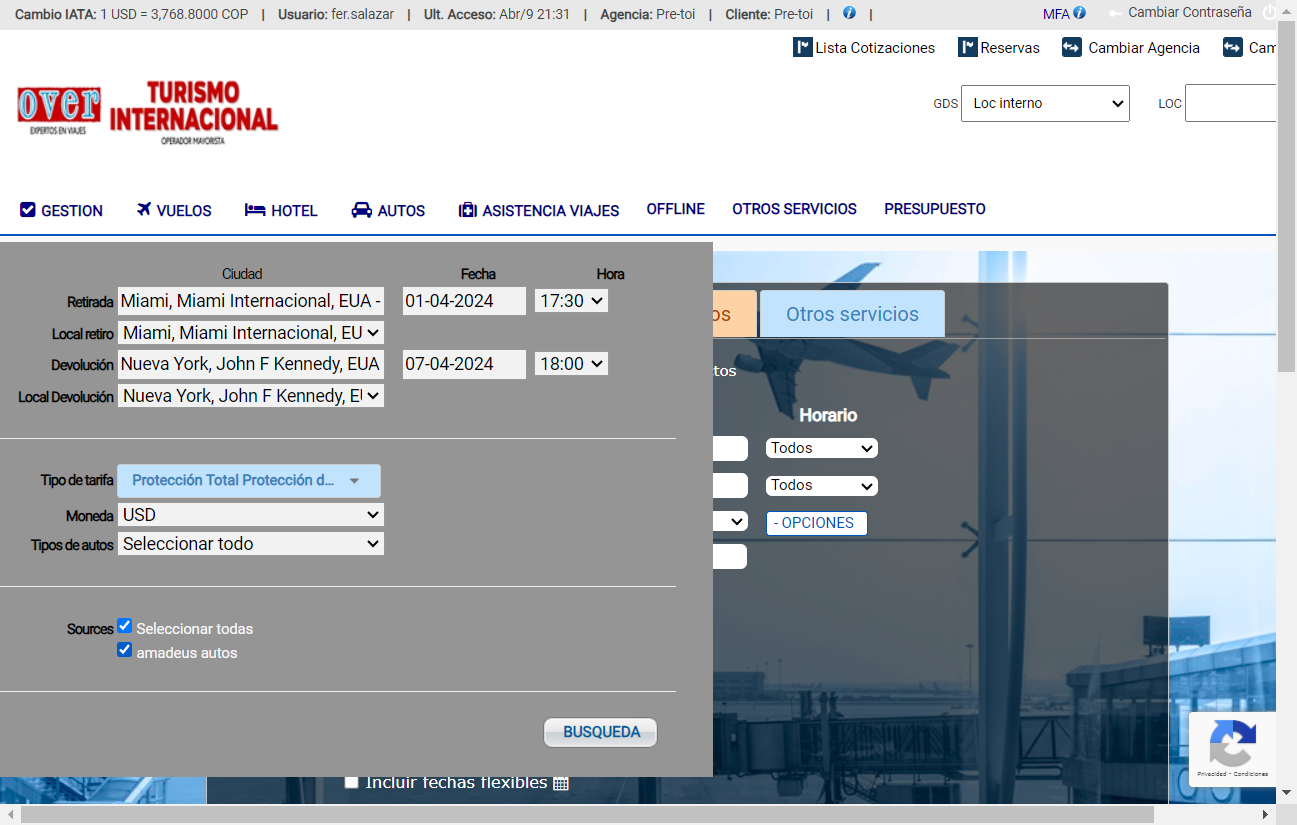 Cambio IATA: 1 USD = 3,768.8000 COP | Usuario: fer.salazar | Ult. Acceso: Abr/9 21:31 | Agencia: Pre-toi | Cliente: Pre-toi | |
MFA Cambiar Contraseña
Lista Cotizaciones Reservas Cambiar Agencia Cam
over
EXPERTOS EN VIAJES
TURISMO
INTERNACIONAL
OPERADOR MAYORISTA
GDS Loc interno LOC
GESTION VUELOS HOTEL AUTOS ASISTENCIA VIAJES OFFLINE OTROS SERVICIOS PRESUPUESTO
Ciudad Fecha Hora
Retirada Miami, Miami Internacional, EUA - 01-04-2024 17:30
Local retiro Miami, Miami Internacional, EU
Devolución Nueva York, John F Kennedy, EUA 07-04-2024 18:00
Local Devolución Nueva York, John F Kennedy, E
Tipo de tarifa Protección Total Protección d...
Moneda USD
Tipos de autos Seleccionar todo
Sources Seleccionar todas
amadeus autos
BUSQUEDA
os Otros servicios
tos
Horario
Todos
Todos
- OPCIONES
Incluir fechas flexibles
Privacidad - Condiciones